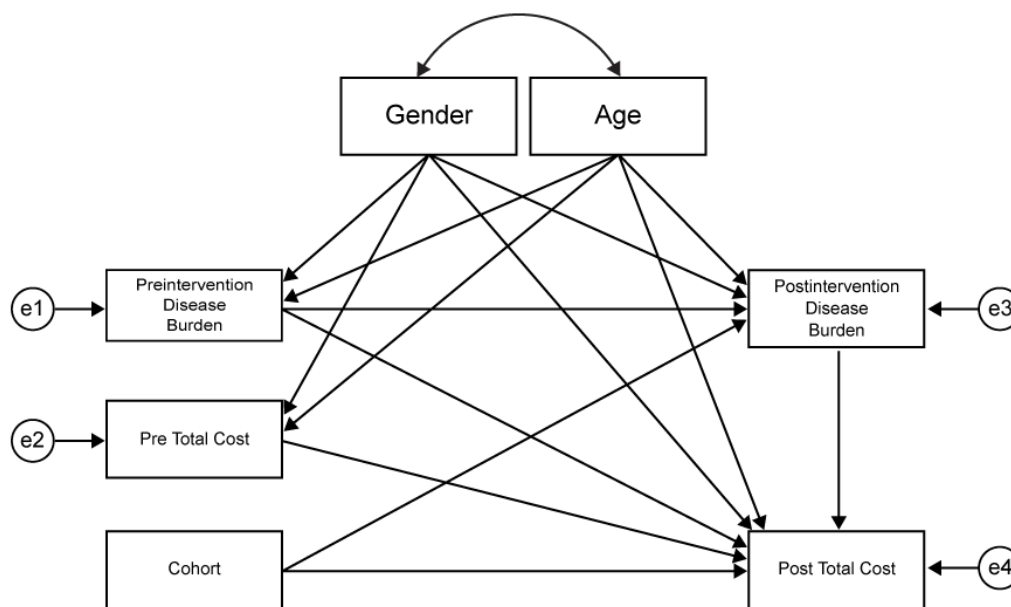 Gender
Age
Preintervention
Disease
Burden
Postintervention
Disease
Burden
e1
e3
e2
Pre Total Cost
Cohort
Post Total Cost
e4